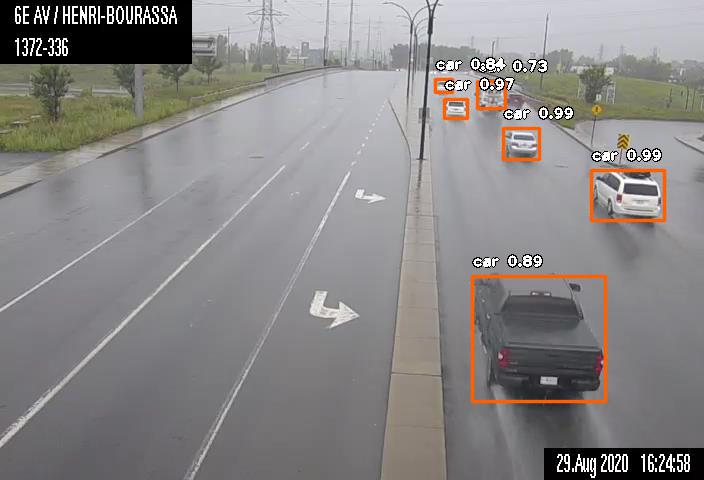 6E AV / HENRI-BOURASSA
1372-336
car 0.84
0.73
car 0.97
car 0.99
car 0.99
car 0.89
29.Aug 2020 16:24:58